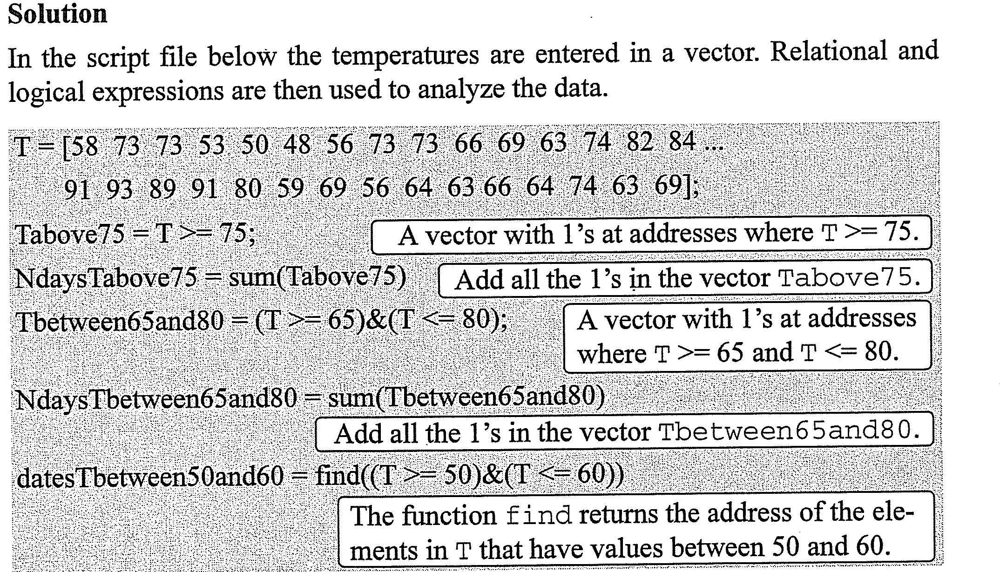 Solution
In the script file below the temperatures are entered in a vector. Relational and
logical expressions are then used to analyze the data.
T = [58 73 73 53 50 48 56 73 73 66 69 63 74 82 84 ...
91 93 89 91 80 59 69 56 64 63 66 64 74 63 69];
Tabove75 = T >= 75;
A vector with 1's at addresses where T >= 75.
NdaysTabove75 = sum(Tabove75)
Add all the 1's in the vector Tabove75.
Tbetween65and80 = (T >= 65)&(T <= 80);
A vector with 1's at addresses
where T >= 65 and T <= 80.
NdaysTbetween65and80 = sum(Tbetween65and80)
Add all the 1's in the vector Tbetween65and80.
datesTbetween50and60 = find((T >= 50)&(T <= 60))
The function find returns the address of the ele-
ments in T that have values between 50 and 60.